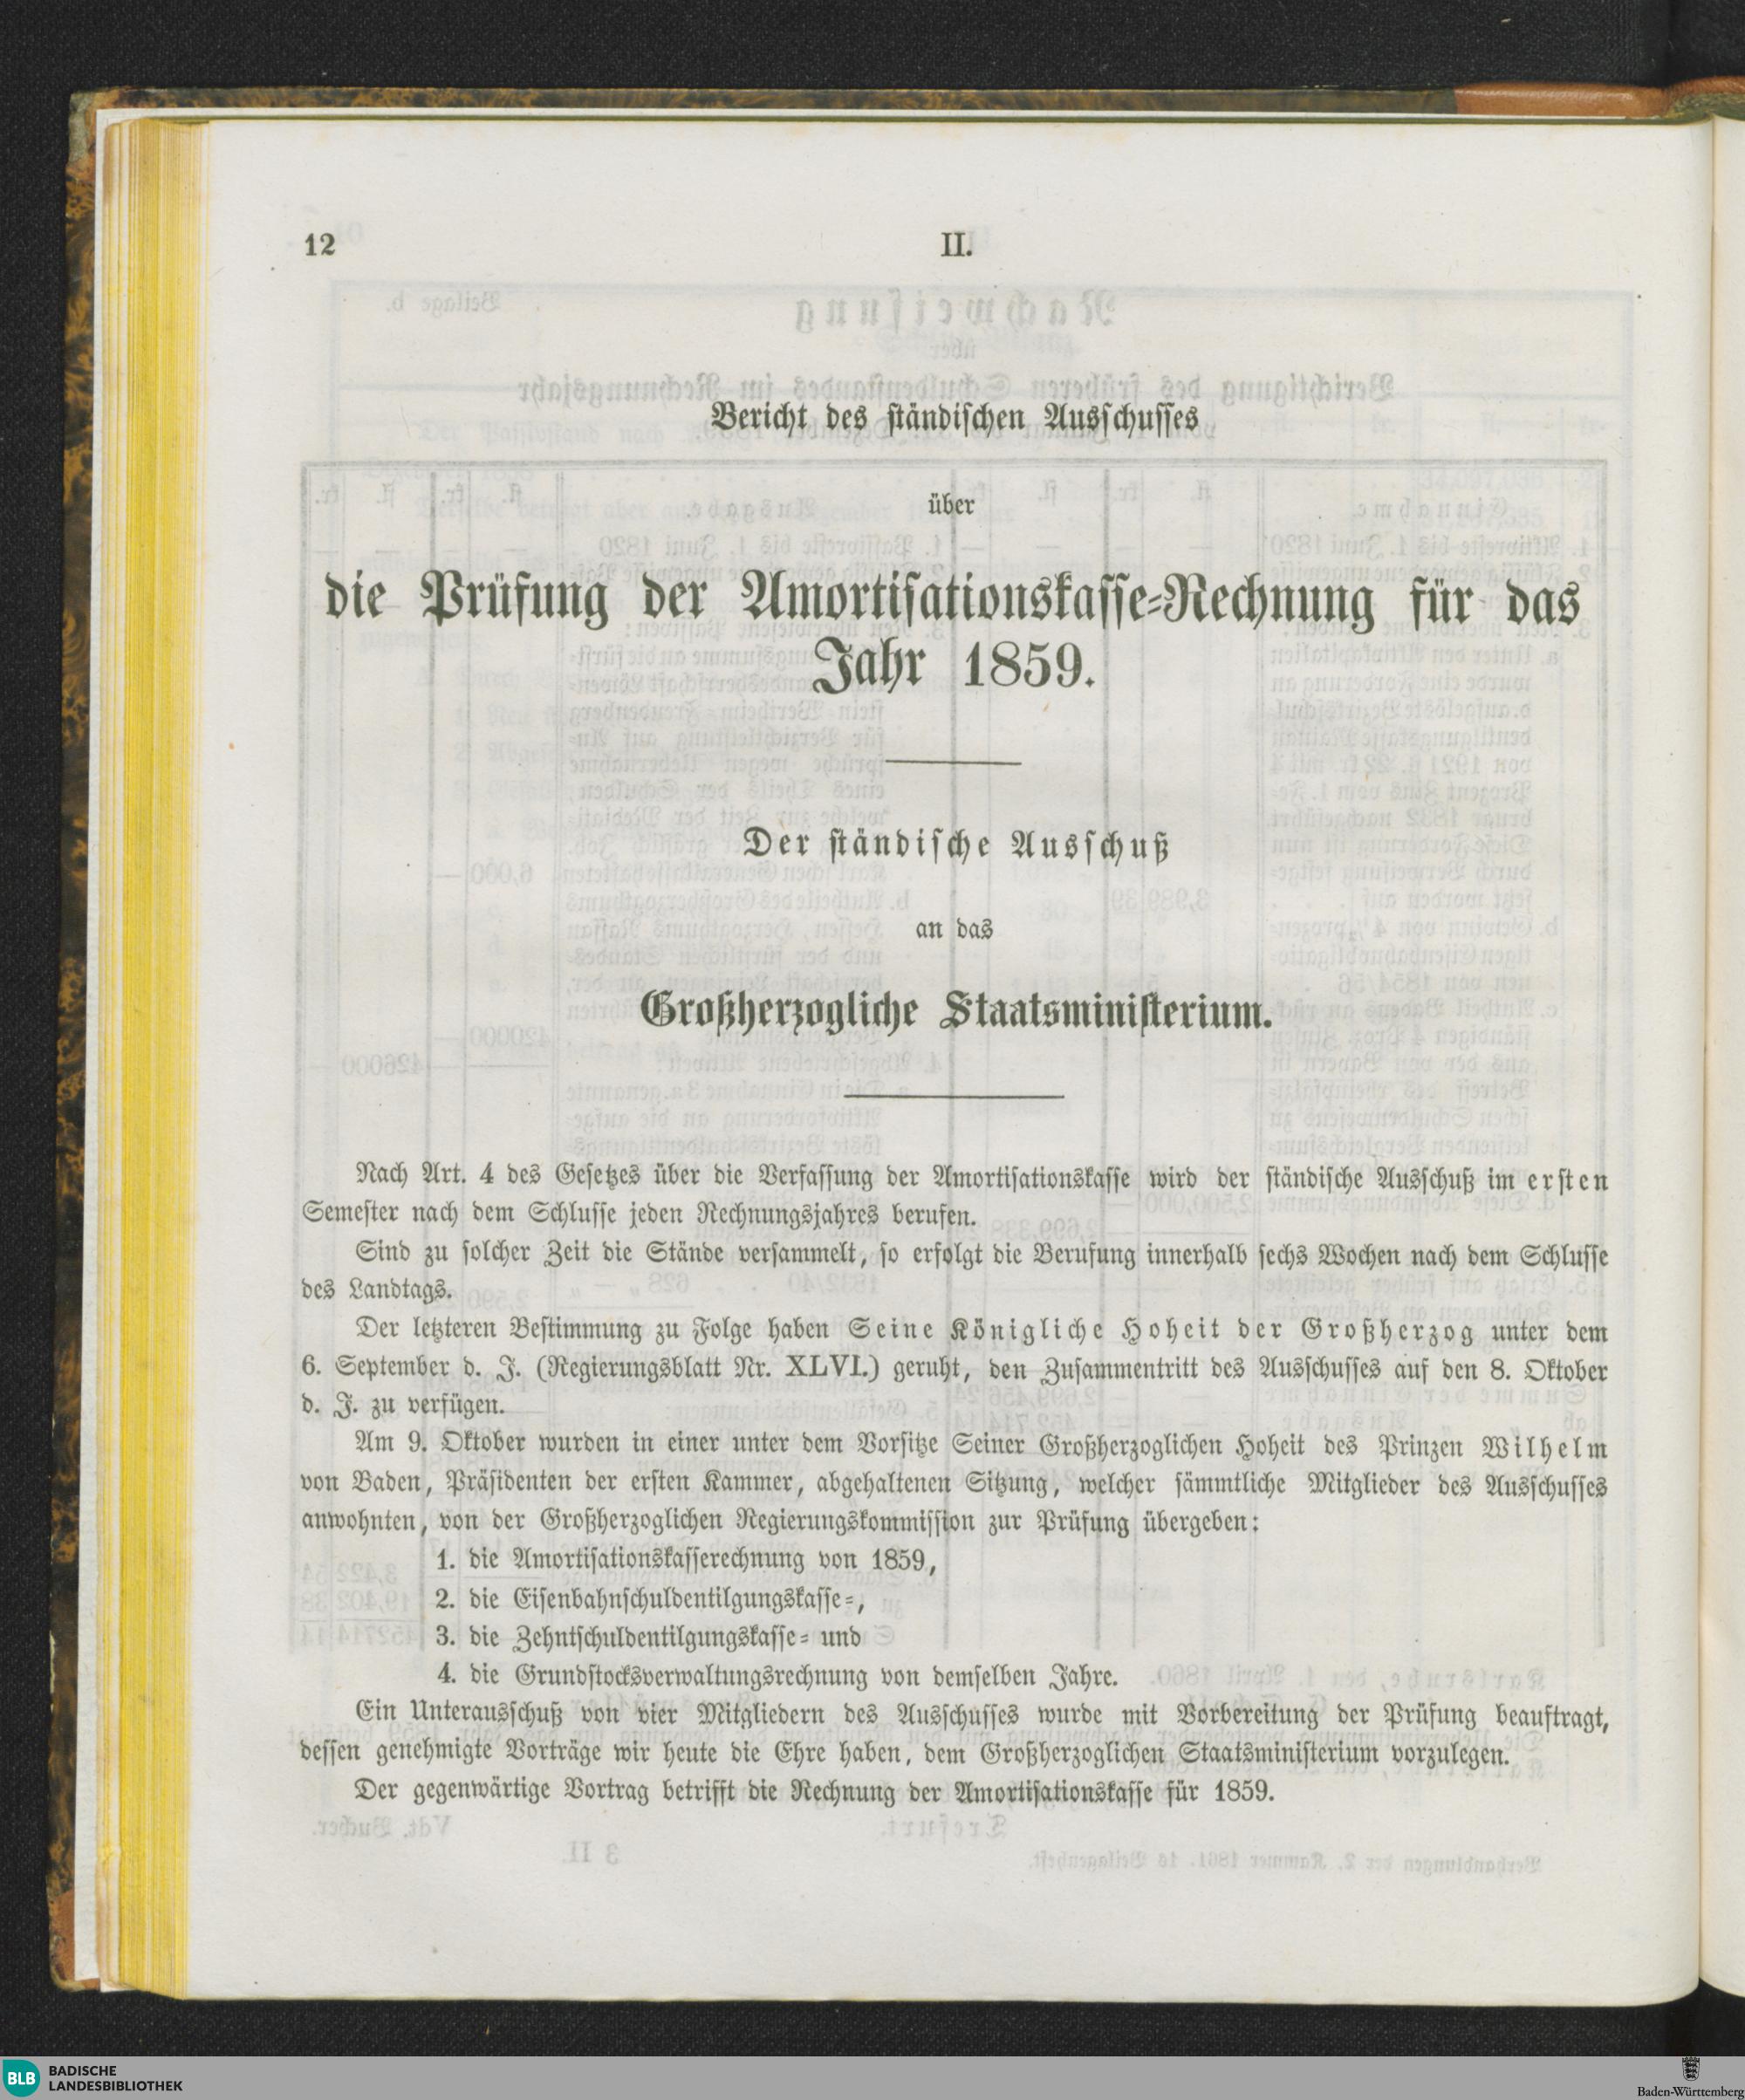 12
II.
Bericht des ständischen Ausschusses
über
die Prüfung der Amortisationskasse-Rechnung für das
Jahr 1859.
Der ständische Ausschuß
an das
Großherzogliche Staatsministerium.
Nach Art. 4 des Gesetzes über die Verfassung der Amortisationskasse wird der ständische Ausschuß im ersten
Semester nach dem Schlusse jeden Rechnungsjahres berufen.
Sind zu solcher Zeit die Stände versammelt, so erfolgt die Berufung innerhalb sechs Wochen nach dem Schlusse
des Landtags.
Der letzteren Bestimmung zu Folge haben Seine Königliche Hoheit der Großherzog unter dem
6. September d. J. (Regierungsblatt Nr. XLVI.) geruht, den Zusammentritt des Ausschusses auf den 8. Oktober
d. J. zu verfügen.
Am 9. Oktober wurden in einer unter dem Vorsitze Seiner Großherzoglichen Hoheit des Prinzen Wilhelm
von Baden, Präsidenten der ersten Kammer, abgehaltenen Sitzung, welcher sämmtliche Mitglieder des Ausschusses
anwohnten, von der Großherzoglichen Regierungskommission zur Prüfung übergeben:
1. die Amortisationskasserechnung von 1859,
2. die Eisenbahnschuldentilgungskasse-,
3. die Zehntschuldentilgungskasse- und
4. die Grundstocksverwaltungsrechnung von demselben Jahre.
Ein Unterausschuß von vier Mitgliedern des Ausschusses wurde mit Vorbereitung der Prüfung beauftragt,
dessen genehmigte Vorträge wir heute die Ehre haben, dem Großherzoglichen Staatsministerium vorzulegen.
Der gegenwärtige Vortrag betrifft die Rechnung der Amortisationskasse für 1859.
BLB BADISCHE
LANDESBIBLIOTHEK
Baden-Württemberg